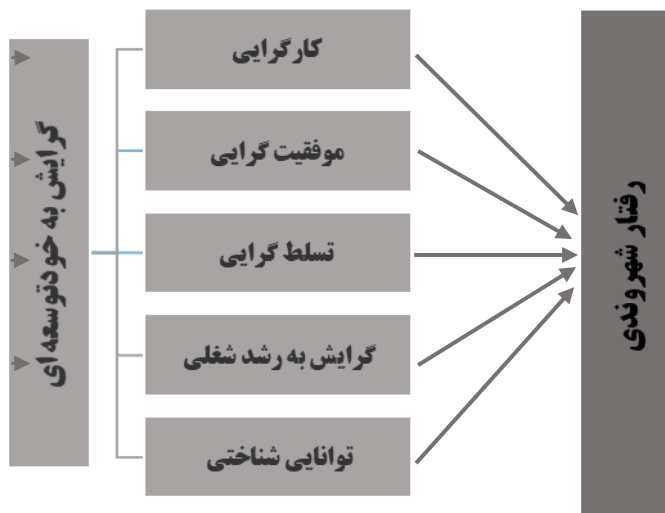 گرایش به خودتوسعه ای
کارگرایی
موفقیت گرایی
تسلط گرایی
گرایش به رشد شغلی
توانایی شناختی
رفتار شهروندی